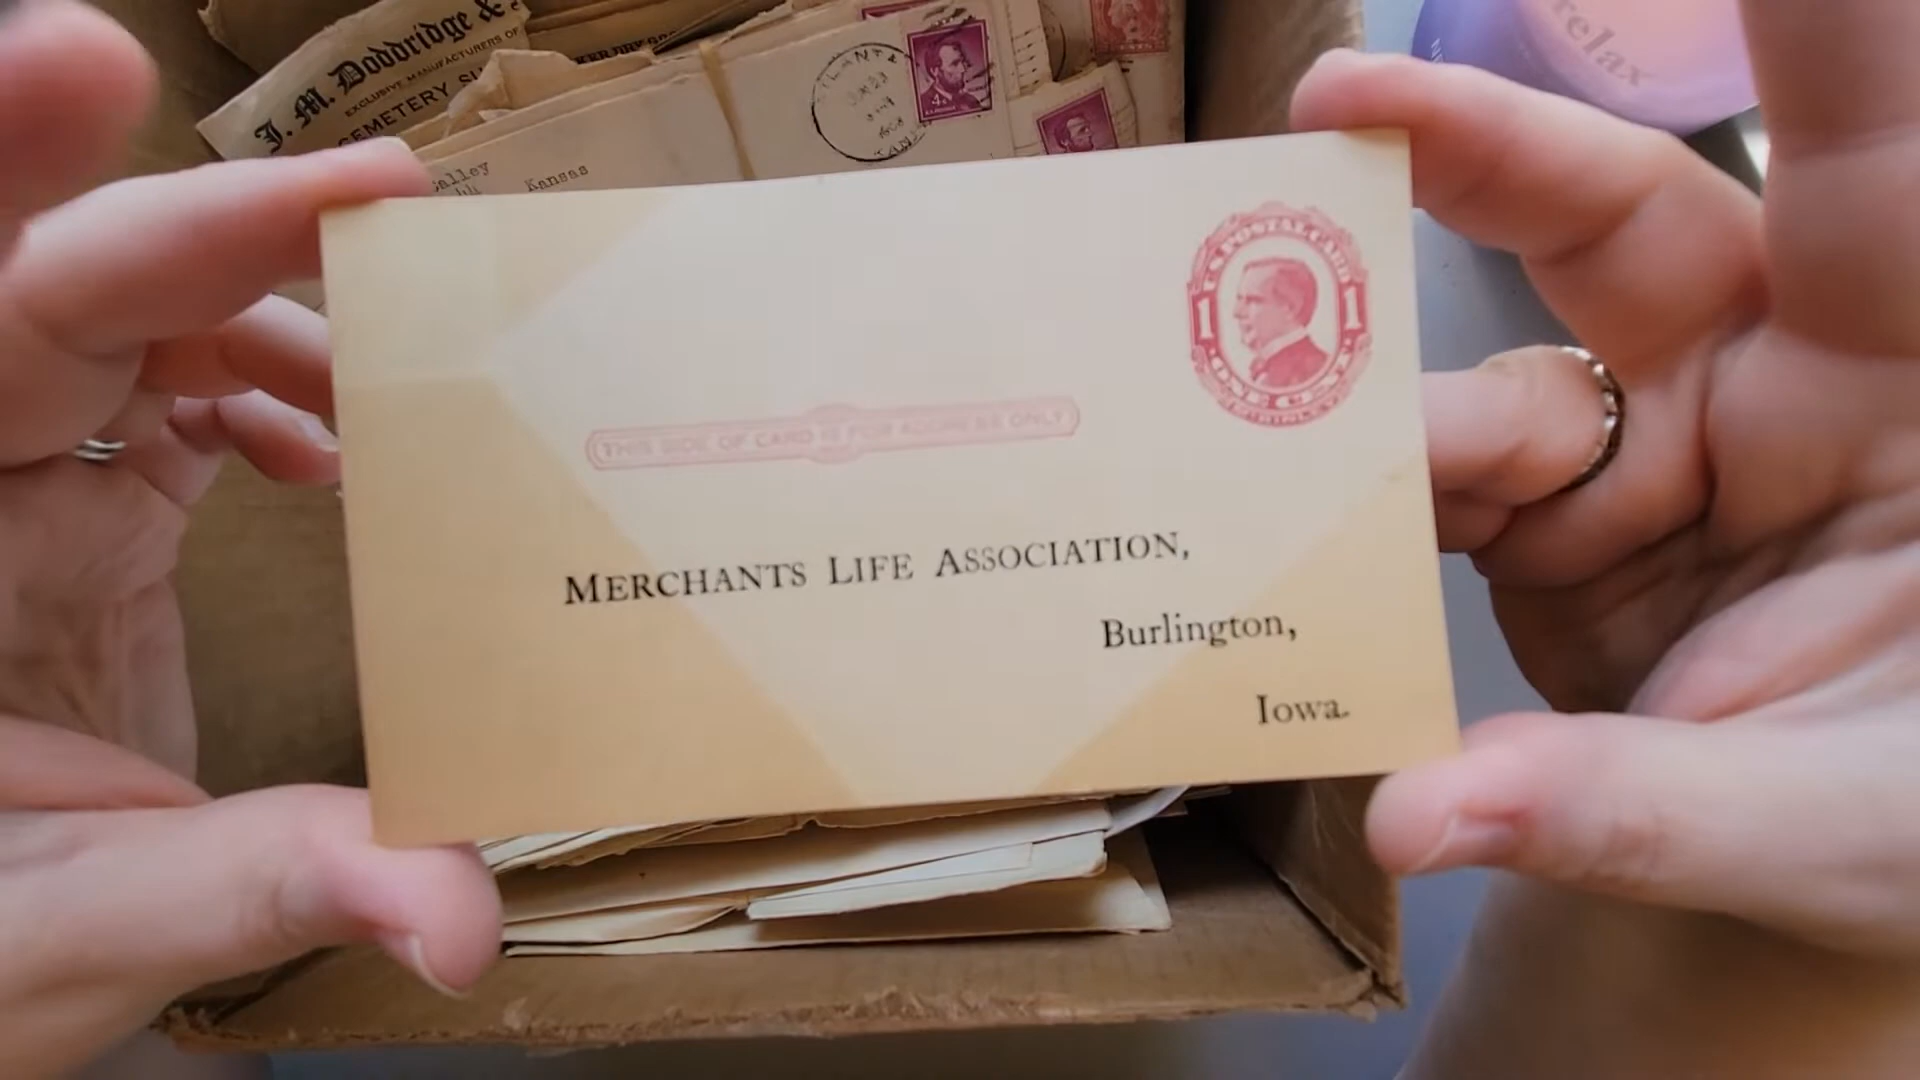 J. M. Doddridge &
EXCLUSIVE MANUFACTURERS OF
CEMETERY
4¢
Kansas
relax
U.S. POSTAL CARD
1 1
ONE CENT
THIS SIDE OF CARD IS FOR ADDRESS ONLY
MERCHANTS LIFE ASSOCIATION,
Burlington,
Iowa.